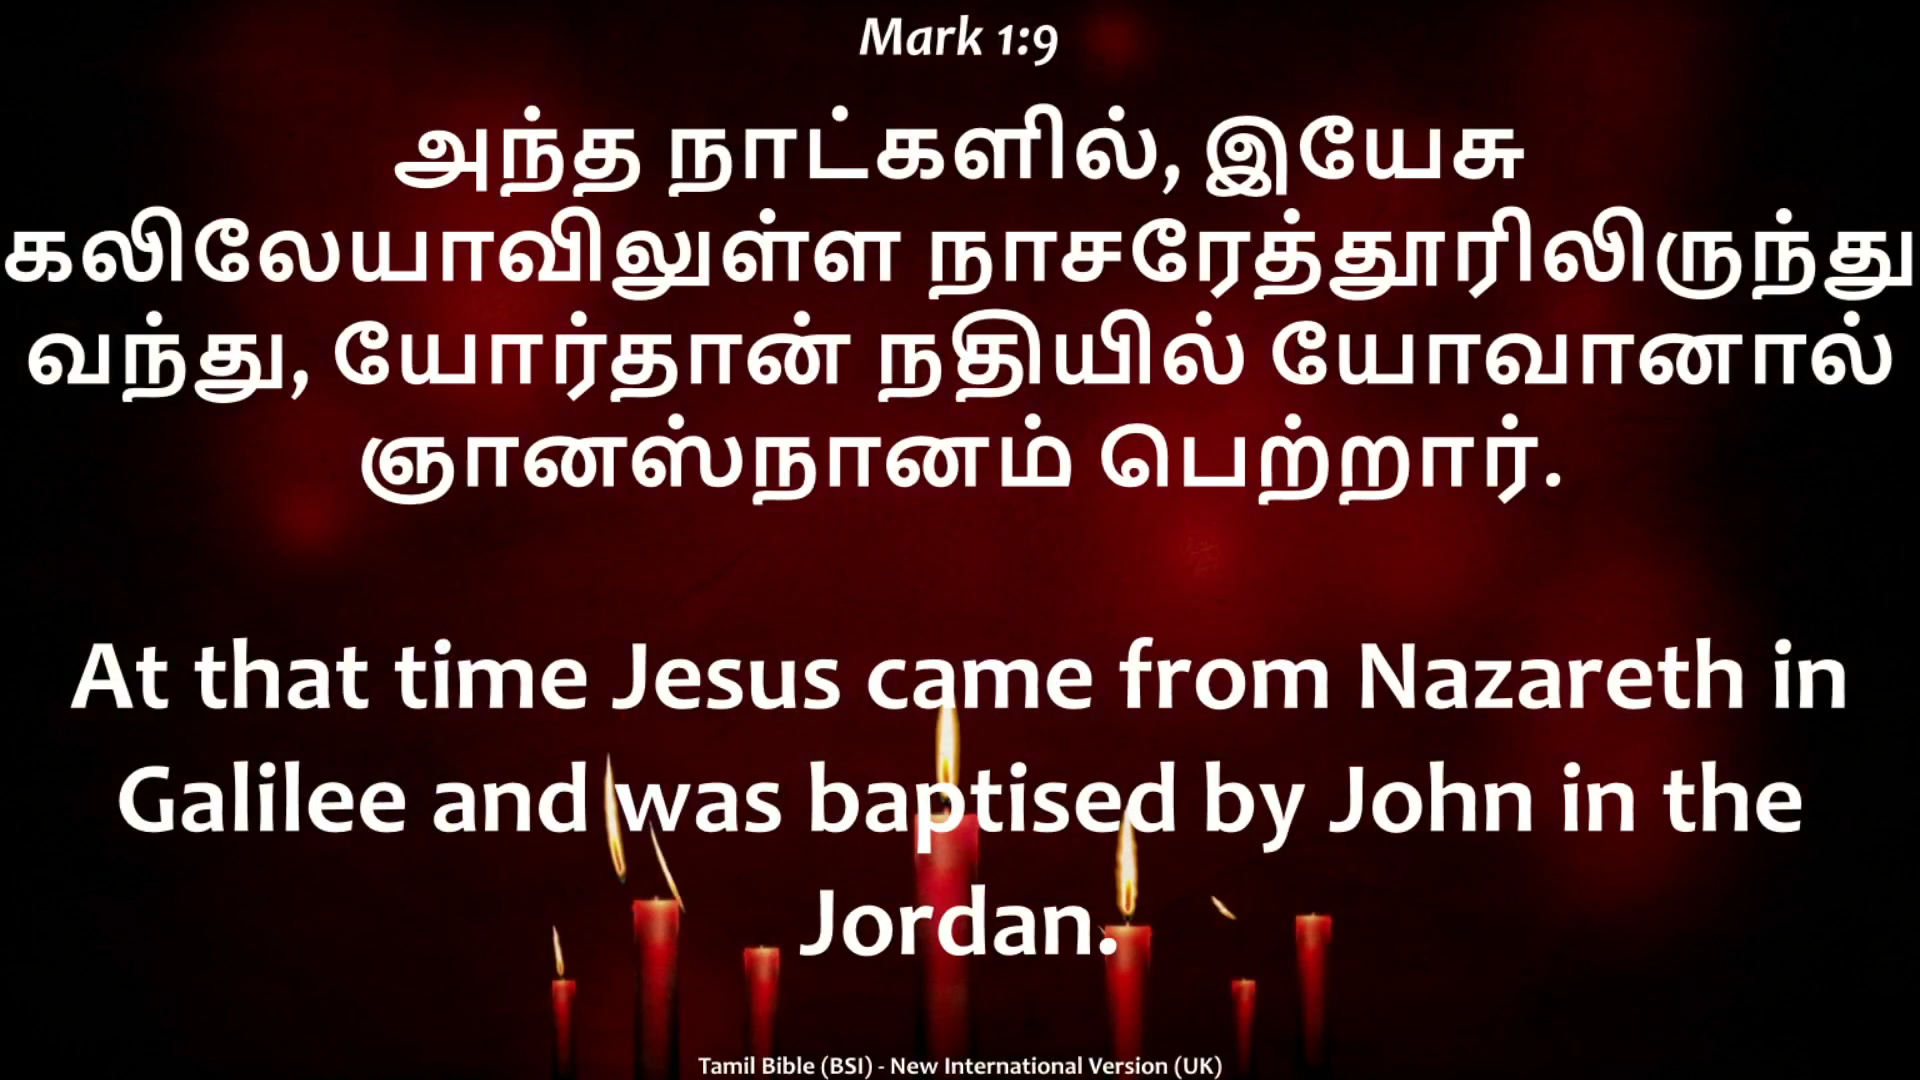 Mark 1:9
அந்த நாட்களில், இயேசு
கலிலேயாவிலுள்ள நாசரேத்தூரிலிருந்து
வந்து, யோர்தான் நதியில் யோவானால்
ஞானஸ்நானம் பெற்றார்.
At that time Jesus came from Nazareth in
Galilee and was baptised by John in the
Jordan.
Tamil Bible (BSI) - New International Version (UK)